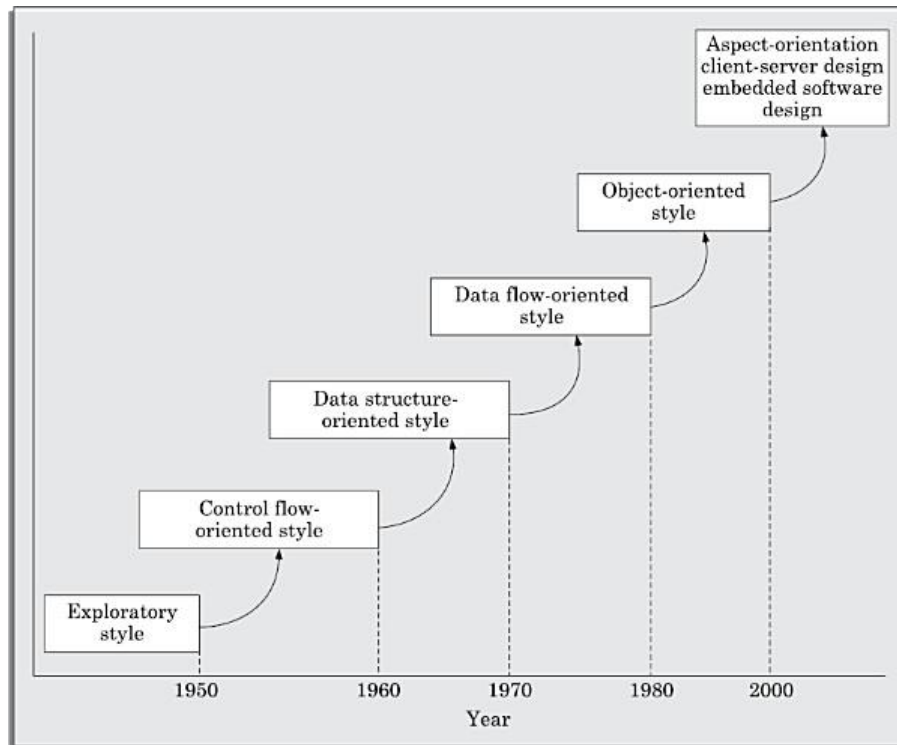 Aspect-orientation
client-server design
embedded software
design
Object-oriented
style
Data flow-oriented
style
Data structure-
oriented style
Control flow-
oriented style
Exploratory
style
1950
1960
1970
1980
2000
Year